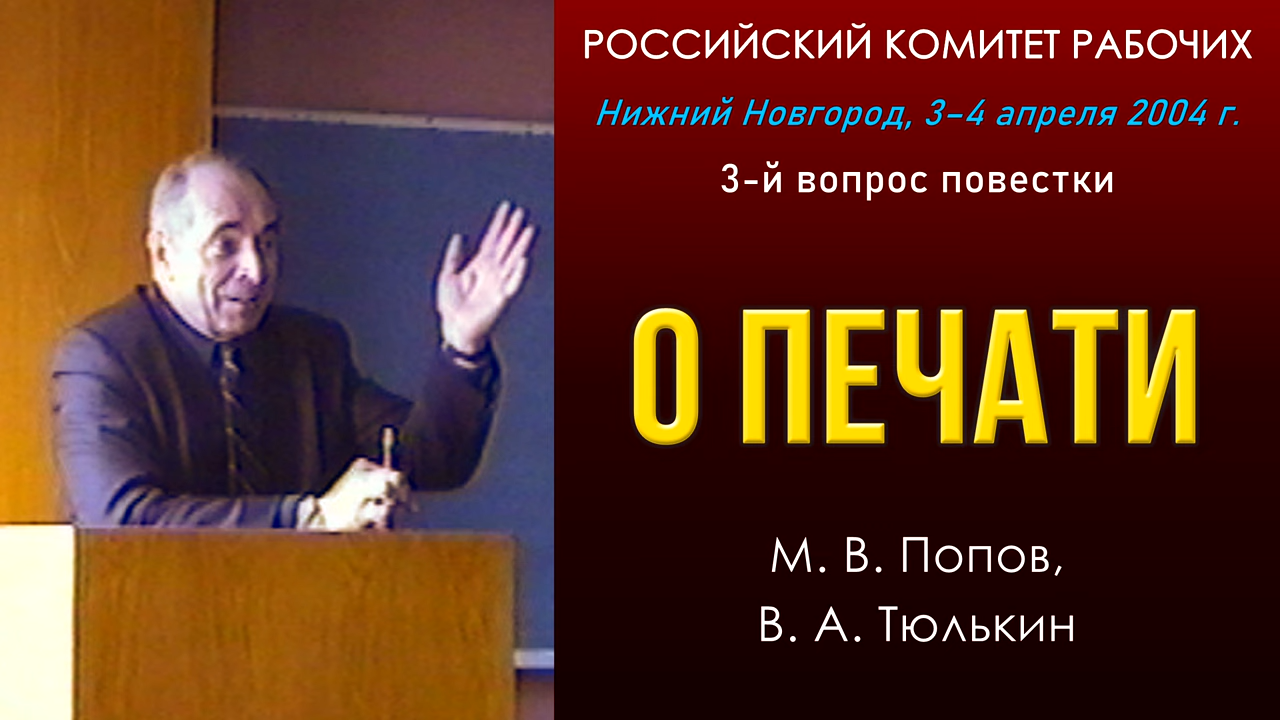 РОССИЙСКИЙ КОМИТЕТ РАБОЧИХ
Нижний Новгород, 3–4 апреля 2004 г.
3-й вопрос повестки
О ПЕЧАТИ
М. В. Попов,
В. А. Тюлькин